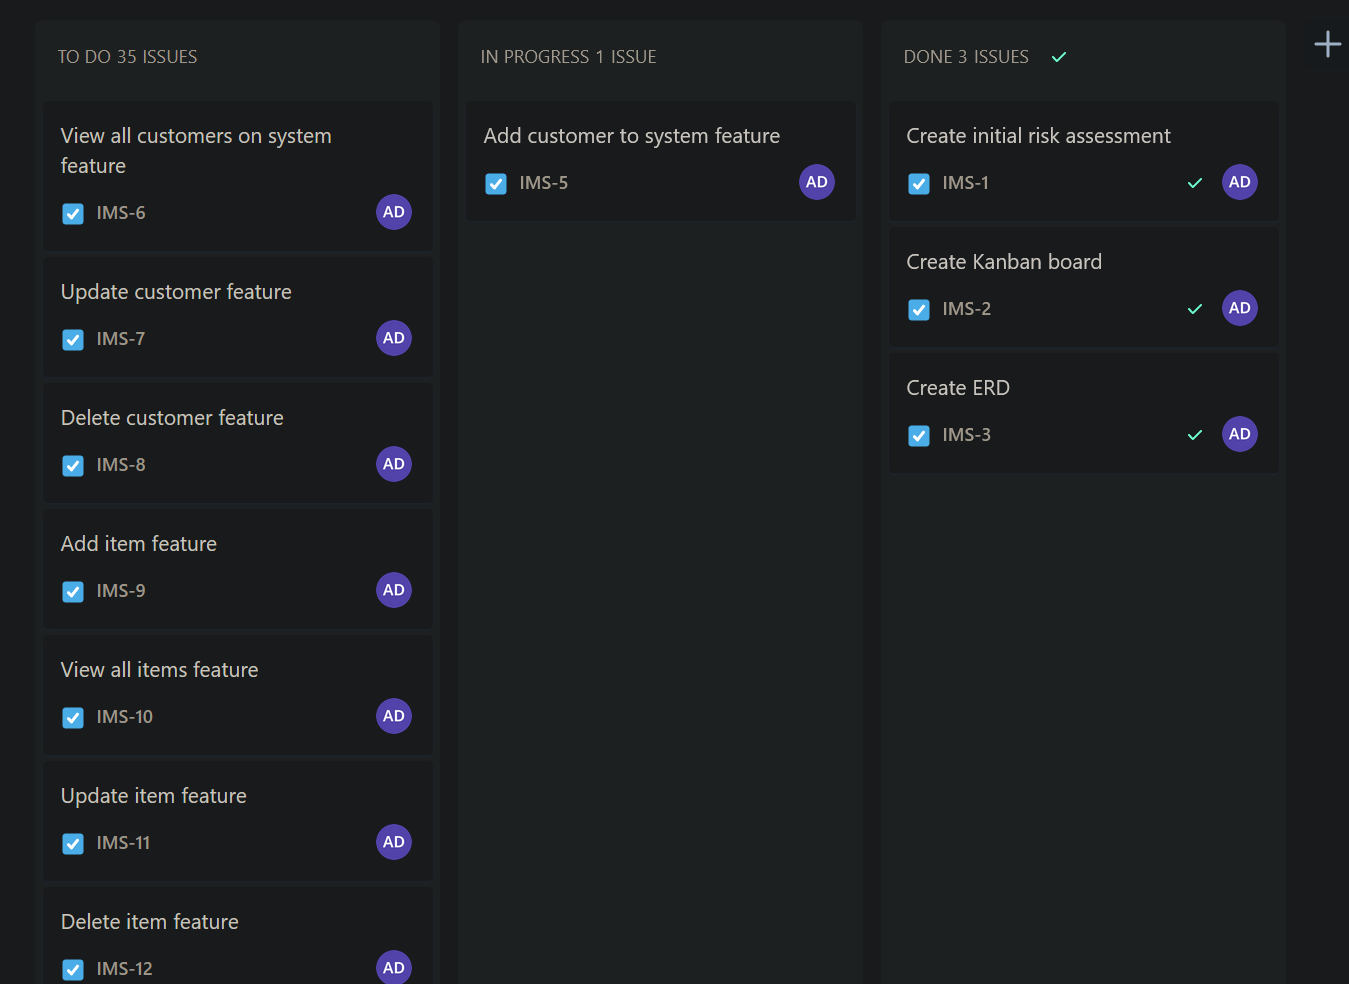 TO DO 35 ISSUES
View all customers on system
feature
IMS-6
AD
Update customer feature
IMS-7
AD
Delete customer feature
IMS-8
AD
Add item feature
IMS-9
AD
View all items feature
IMS-10
AD
Update item feature
IMS-11
AD
Delete item feature
IMS-12
AD
IN PROGRESS 1 ISSUE
Add customer to system feature
IMS-5
AD
DONE 3 ISSUES
Create initial risk assessment
IMS-1
AD
Create Kanban board
IMS-2
AD
Create ERD
IMS-3
AD